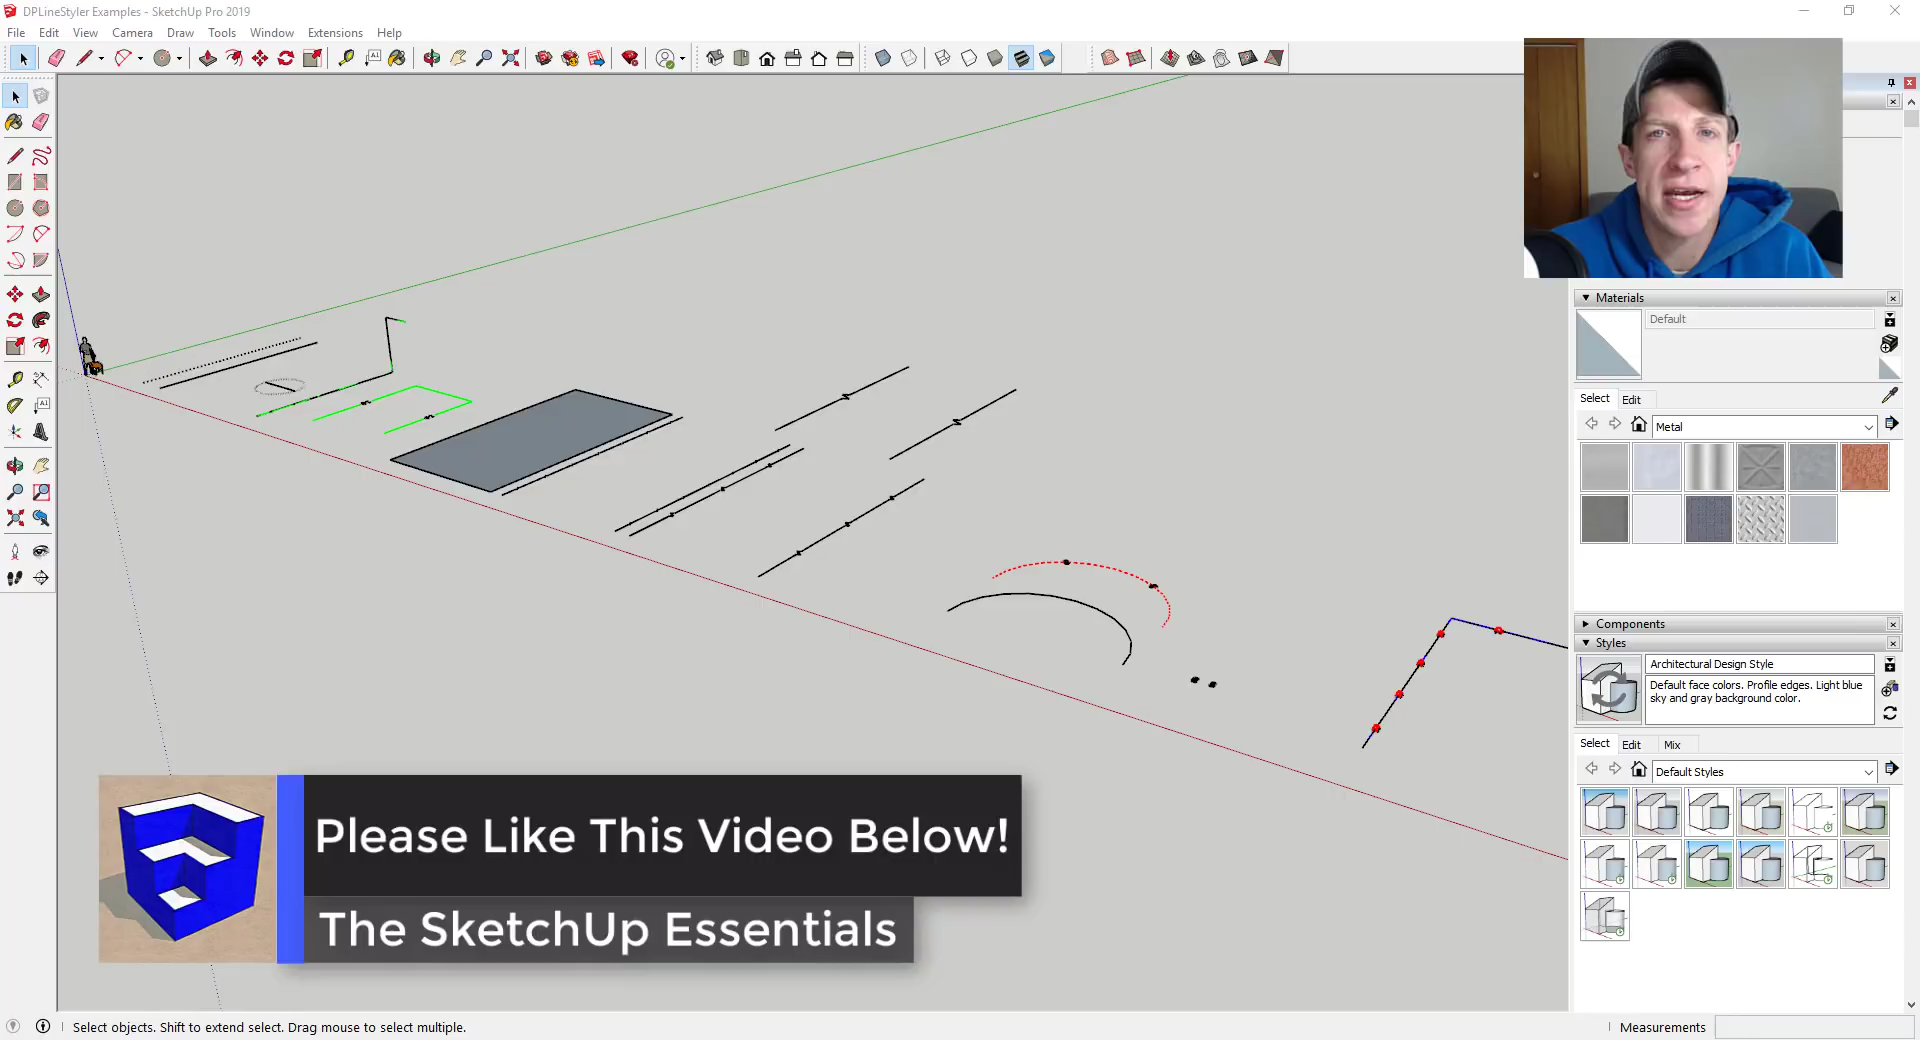 DPLineStyler Examples - SketchUp Pro 2019
File Edit View Camera Draw Tools Window Extensions Help
Materials
Default
Select Edit
Metal
Components
Styles
Architectural Design Style
Default face colors. Profile edges. Light blue
sky and gray background color.
Select Edit Mix
Default Styles
Please Like This Video Below!
The SketchUp Essentials
Select objects. Shift to extend select. Drag mouse to select multiple.
Measurements